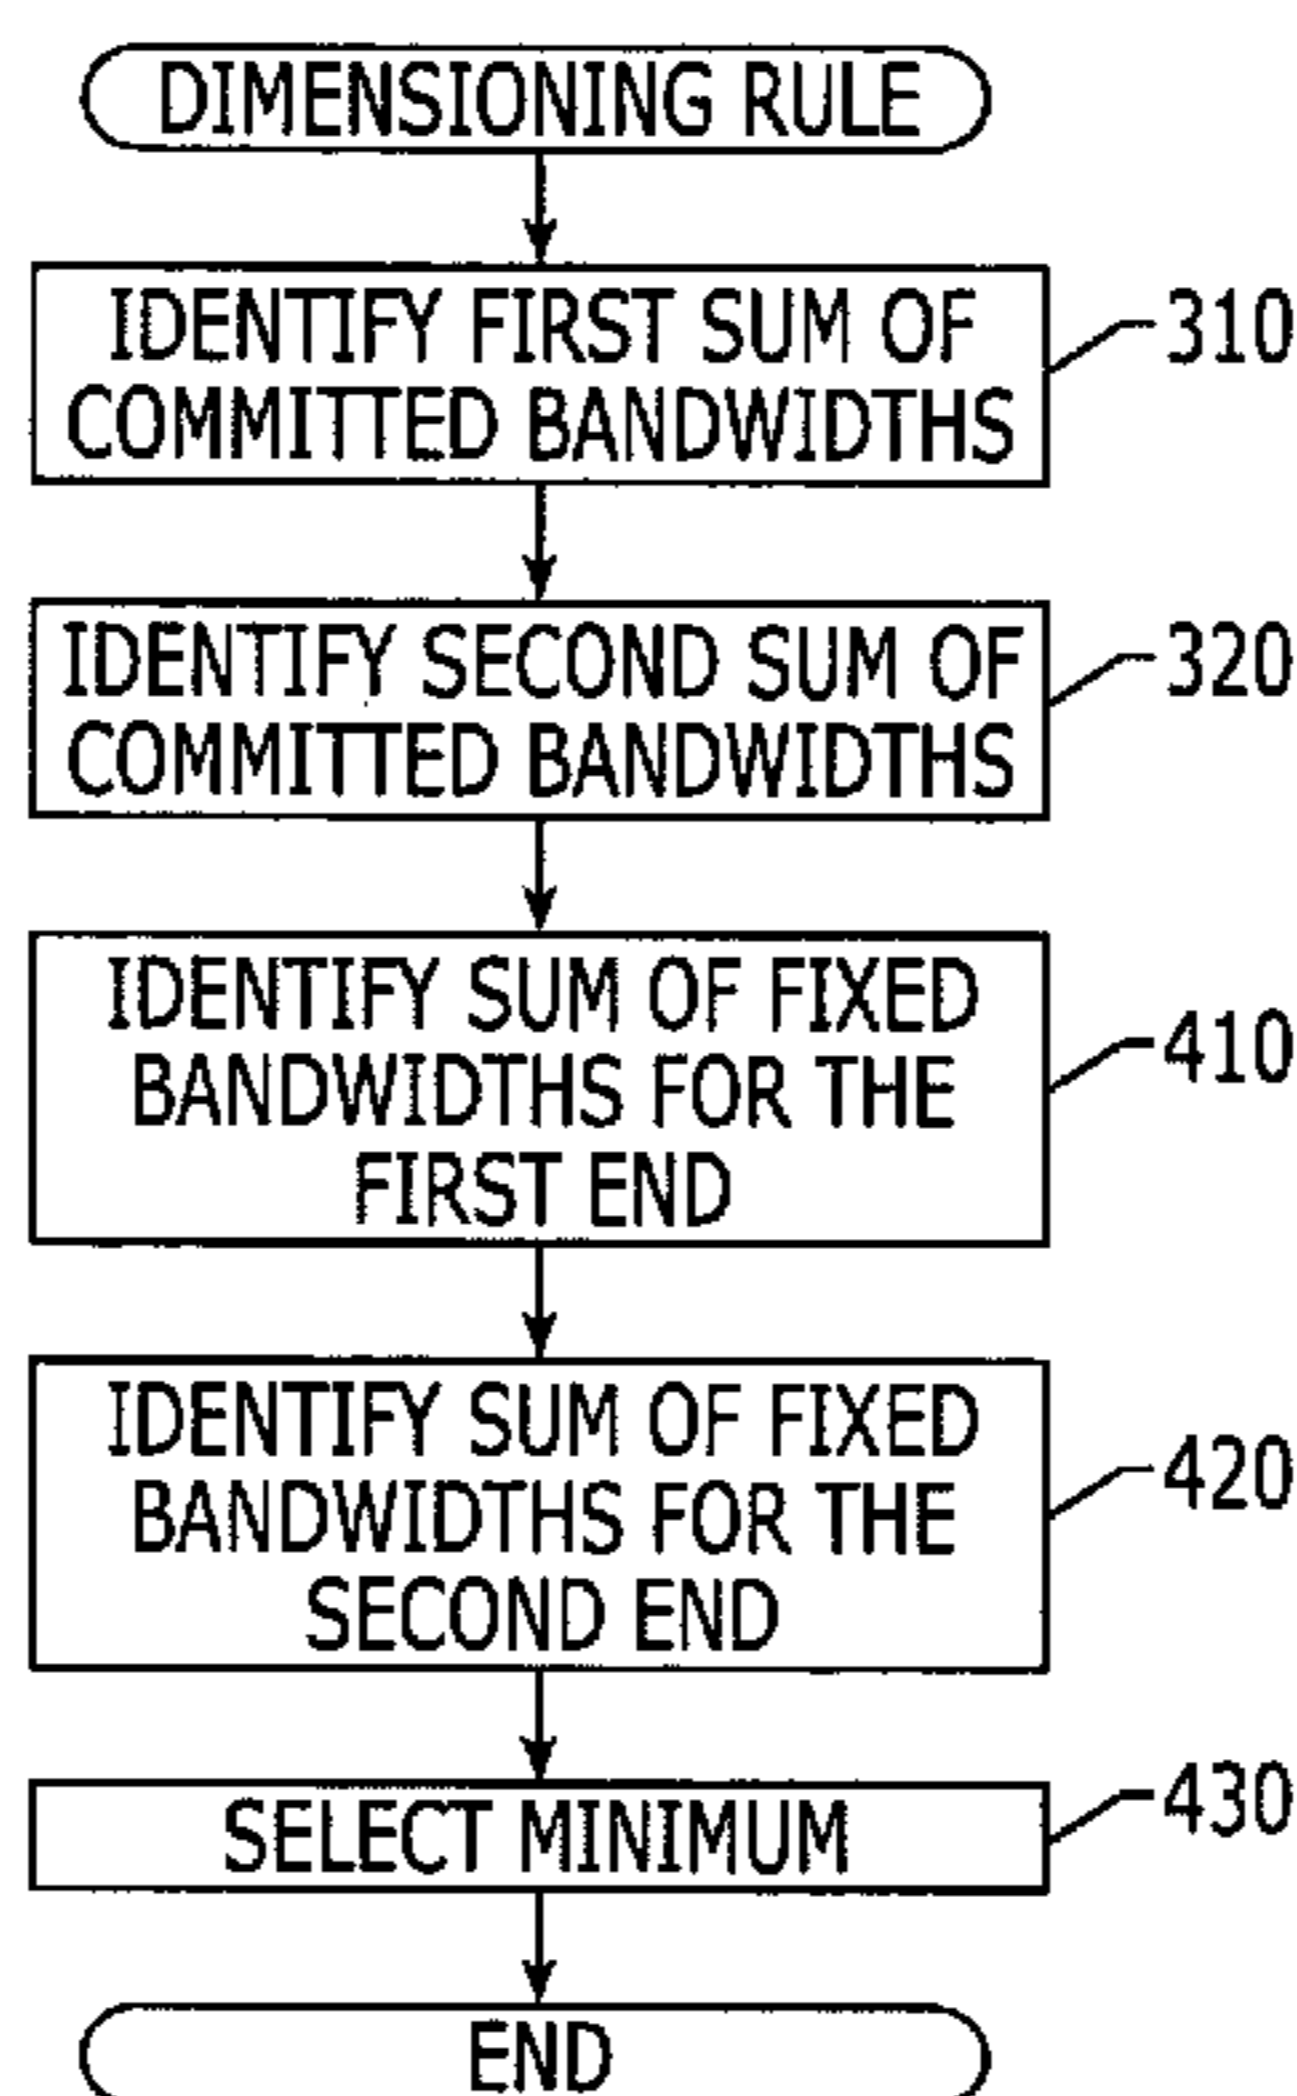 DIMENSIONING RULE
IDENTIFY FIRST SUM OF
COMMITTED BANDWIDTHS
310
IDENTIFY SECOND SUM OF
COMMITTED BANDWIDTHS
320
IDENTIFY SUM OF FIXED
BANDWIDTHS FOR THE
FIRST END
410
IDENTIFY SUM OF FIXED
BANDWIDTHS FOR THE
SECOND END
420
SELECT MINIMUM
430
END